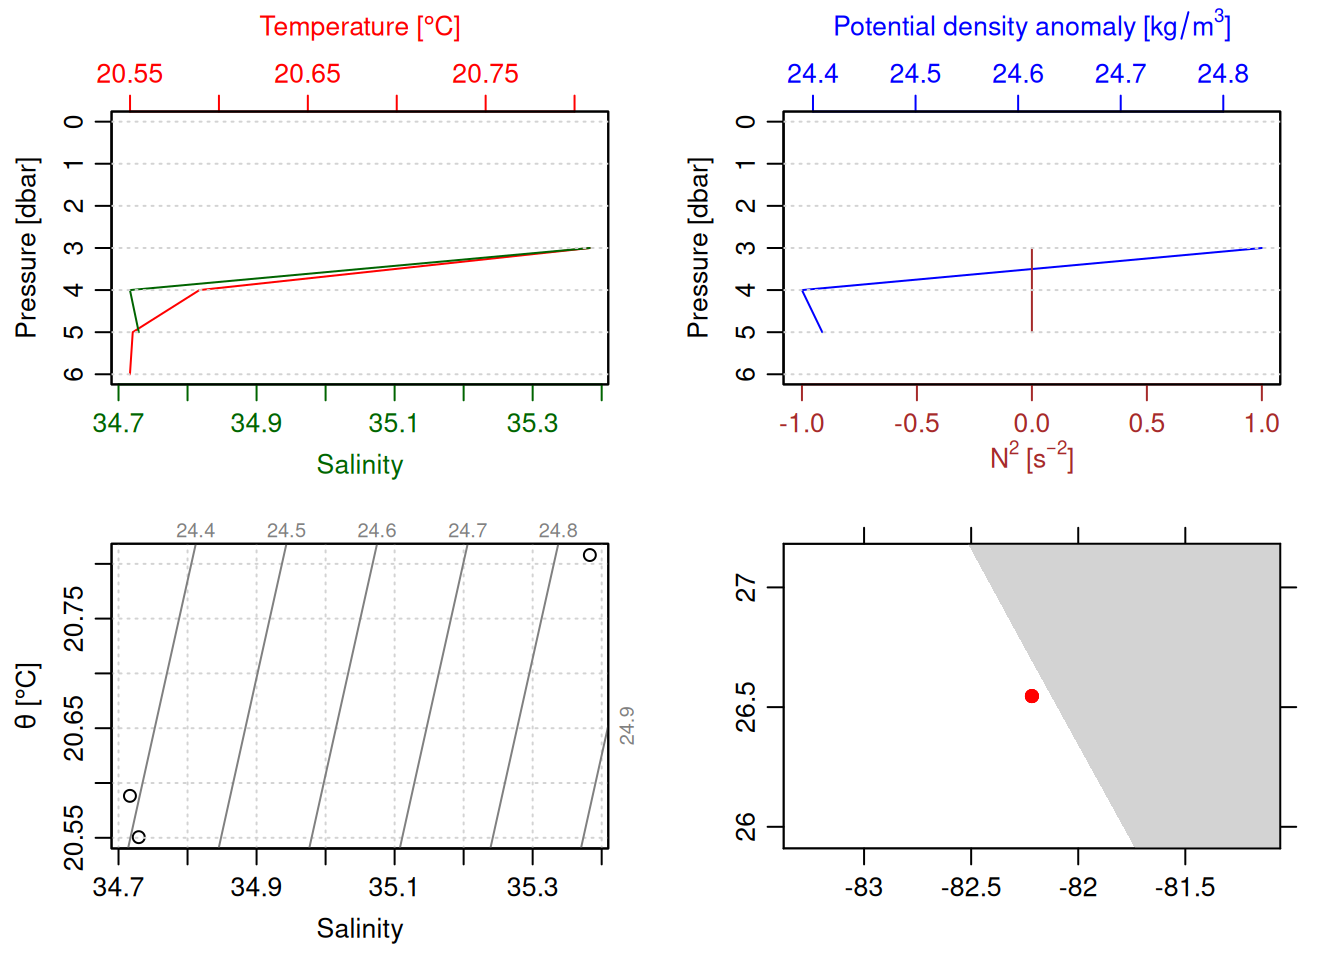 Temperature [°C]
20.55 20.65 20.75
Pressure [dbar]
0
1
2
3
4
5
6
34.7 34.9 35.1 35.3
Salinity
Potential density anomaly [kg/m³]
24.4 24.5 24.6 24.7 24.8
Pressure [dbar]
0
1
2
3
4
5
6
-1.0 -0.5 0.0 0.5 1.0
N² [s⁻²]
24.4 24.5 24.6 24.7 24.8
24.9
θ [°C]
20.75
20.65
20.55
34.7 34.9 35.1 35.3
Salinity
27
26.5
26
-83 -82.5 -82 -81.5